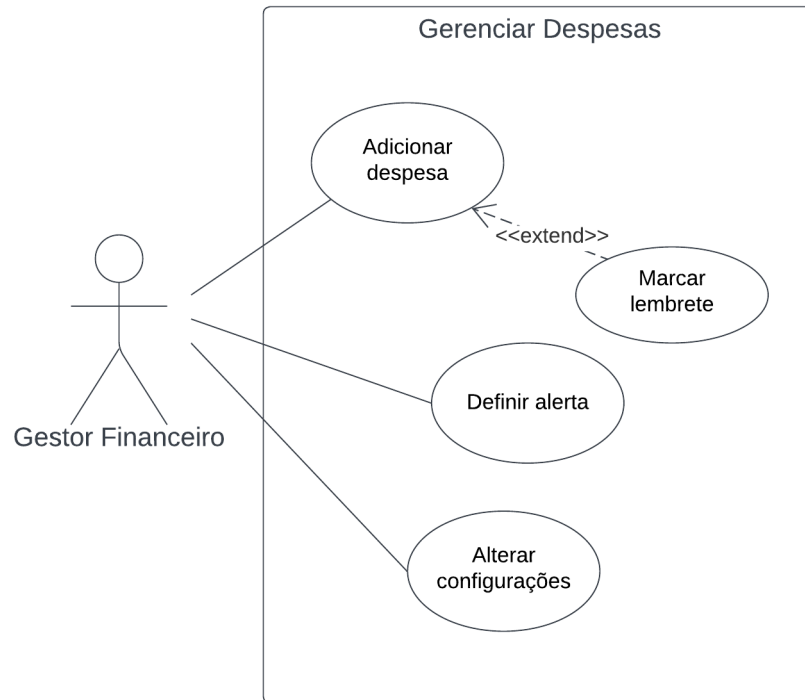 Gerenciar Despesas
Adicionar
despesa
<<extend>>
Marcar
lembrete
Definir alerta
Gestor Financeiro
Alterar
configurações